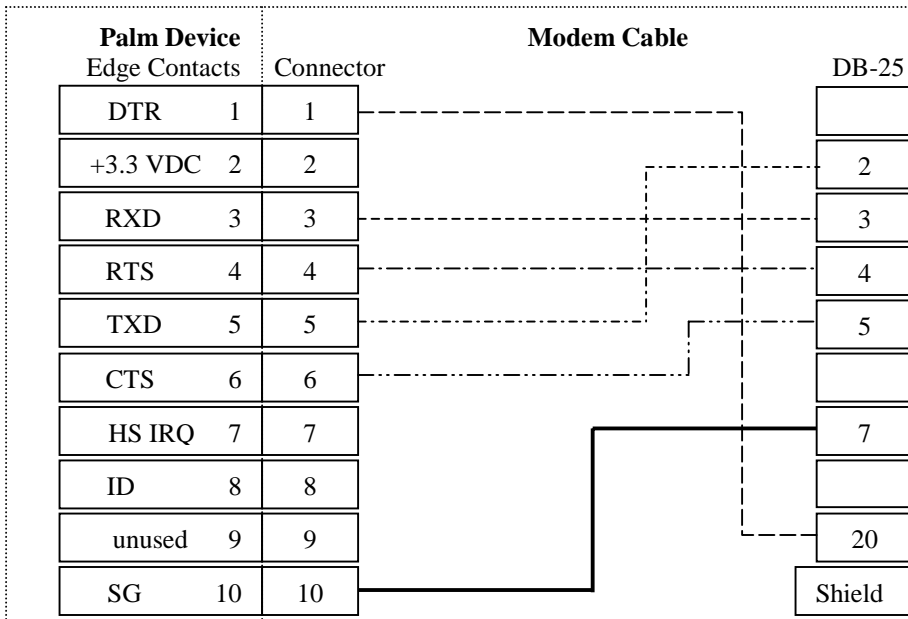 Palm Device Modem Cable
Edge Contacts Connector DB-25
DTR 1 1
+3.3 VDC 2 2 2
RXD 3 3 3
RTS 4 4 4
TXD 5 5 5
CTS 6 6
HS IRQ 7 7 7
ID 8 8
unused 9 9 20
SG 10 10 Shield